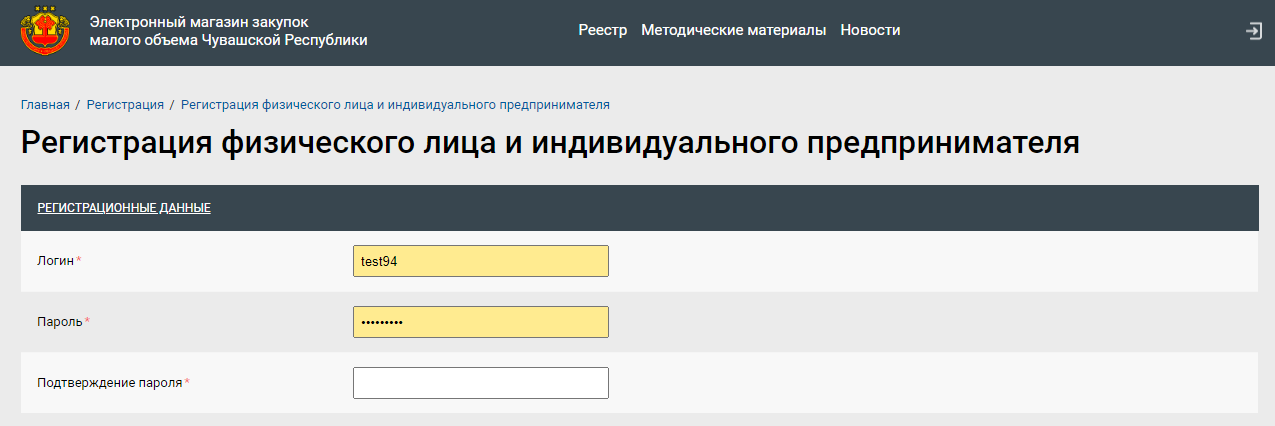 Электронный магазин закупок
малого объема Чувашской Республики
Реестр Методические материалы Новости
Главная / Регистрация / Регистрация физического лица и индивидуального предпринимателя
Регистрация физического лица и индивидуального предпринимателя
РЕГИСТРАЦИОННЫЕ ДАННЫЕ
Логин * test94
Пароль * •••••••••
Подтверждение пароля *